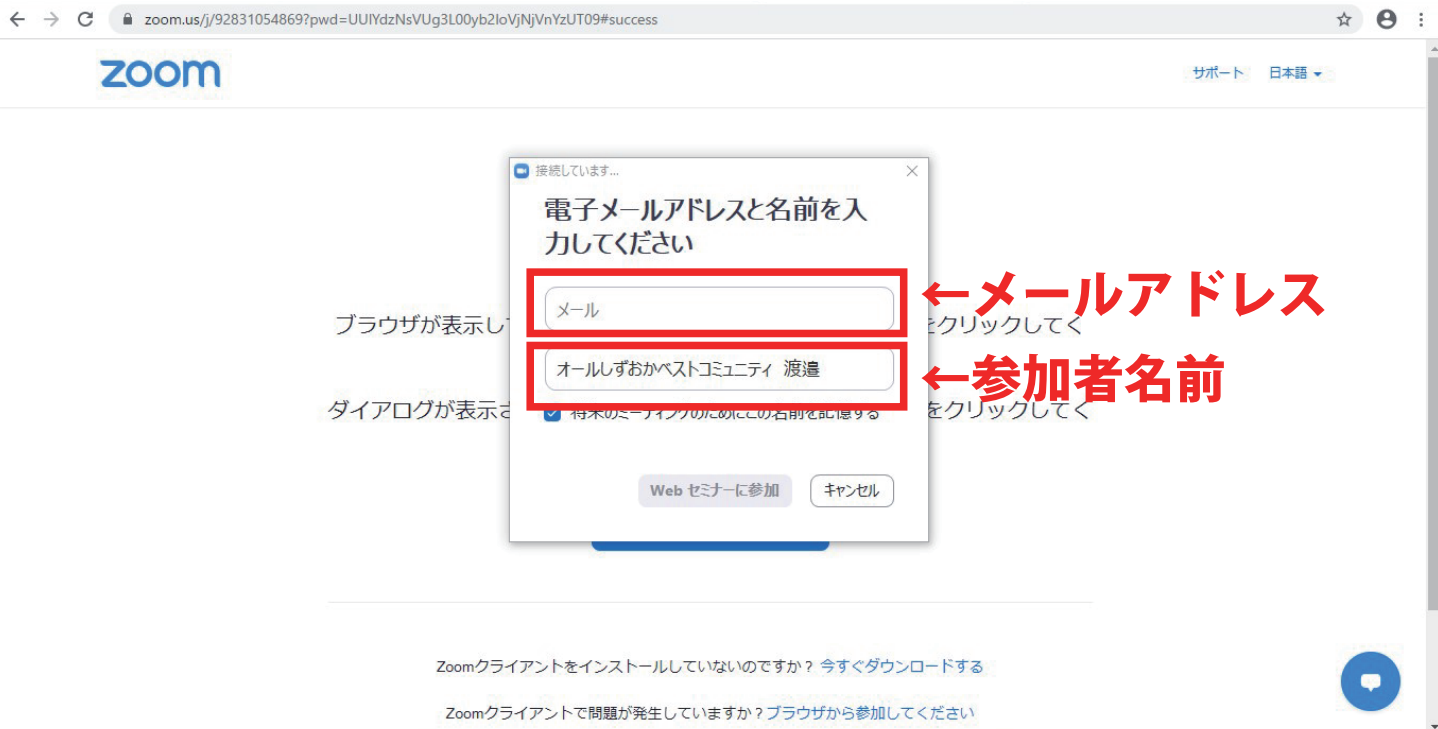 zoom.us/j/92831054869?pwd=UUlYdzNsVUg3L00yb2IoVjNjVnYzUT09#success
zoom
サポート 日本語
接続しています...
電子メールアドレスと名前を入
力してください
メール
←メールアドレス
ブラウザが表示し
をクリックしてく
オールしずおかベストコミュニティ 渡邉
←参加者名前
ダイアログが表示さ
をクリックしてく
将来のミーティングのためにこの名前を記憶する
Web セミナーに参加 キャンセル
Zoomクライアントをインストールしていないのですか？ 今すぐダウンロードする
Zoomクライアントで問題が発生していますか？ブラウザから参加してください